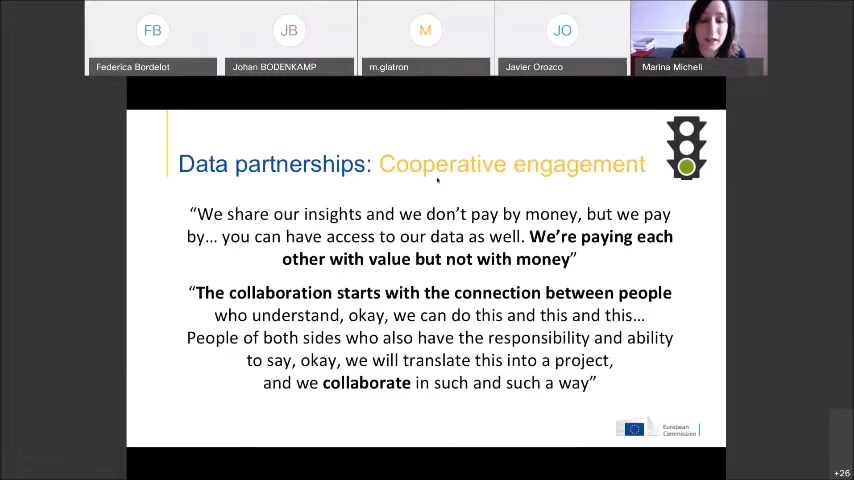 FB
JB
M
JO
Federica Bordelot
Johan BODENKAMP
m.glatron
Javier Orozco
Marina Micheli
Data partnerships: Cooperative engagement
“We share our insights and we don’t pay by money, but we pay
by… you can have access to our data as well. We’re paying each
other with value but not with money”
“The collaboration starts with the connection between people
who understand, okay, we can do this and this and this…
People of both sides who also have the responsibility and ability
to say, okay, we will translate this into a project,
and we collaborate in such and such a way”
European
Commission
+26